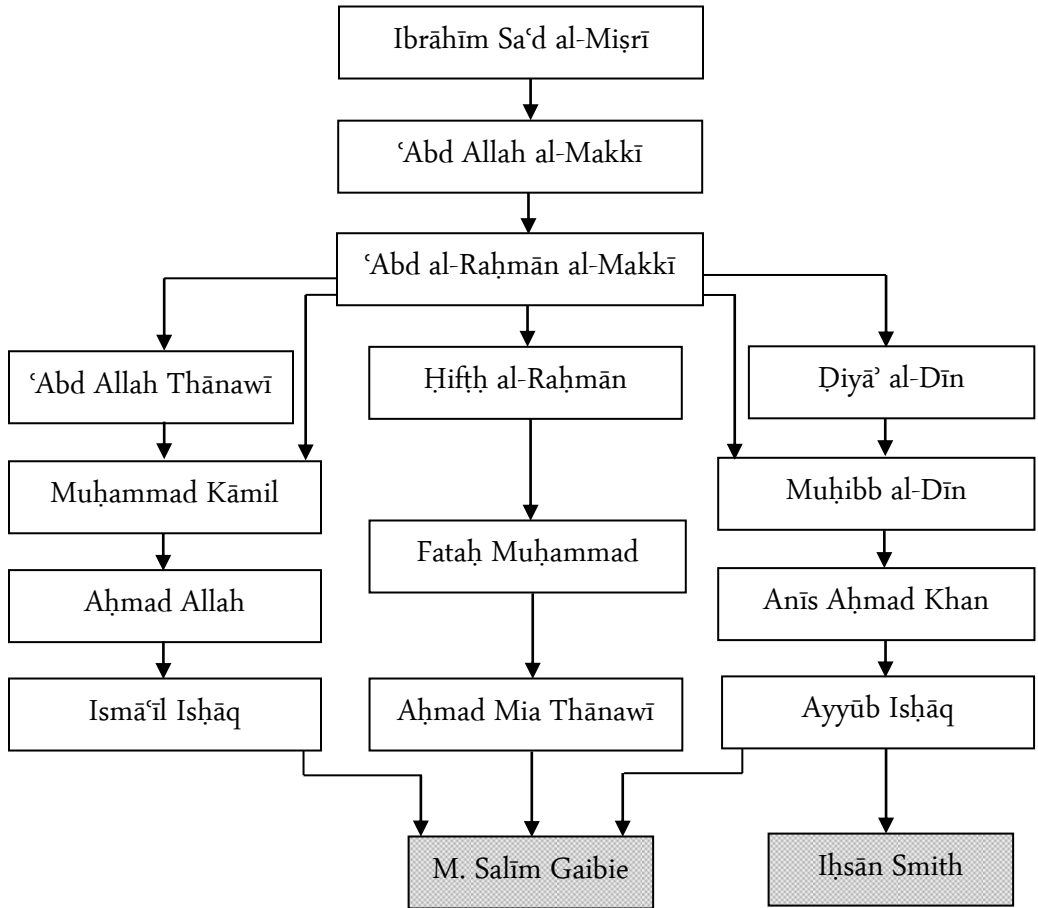 Ibrāhīm Saʿd al-Miṣrī
ʿAbd Allah al-Makkī
ʿAbd al-Raḥmān al-Makkī
ʿAbd Allah Thānawī
Ḥifṭḥ al-Raḥmān
Ḍiyāʾ al-Dīn
Muḥammad Kāmil
Muḥibb al-Dīn
Fataḥ Muḥammad
Aḥmad Allah
Anīs Aḥmad Khan
Ismāʿīl Isḥāq
Aḥmad Mia Thānawī
Ayyūb Isḥāq
M. Salīm Gaibie
Iḥsān Smith